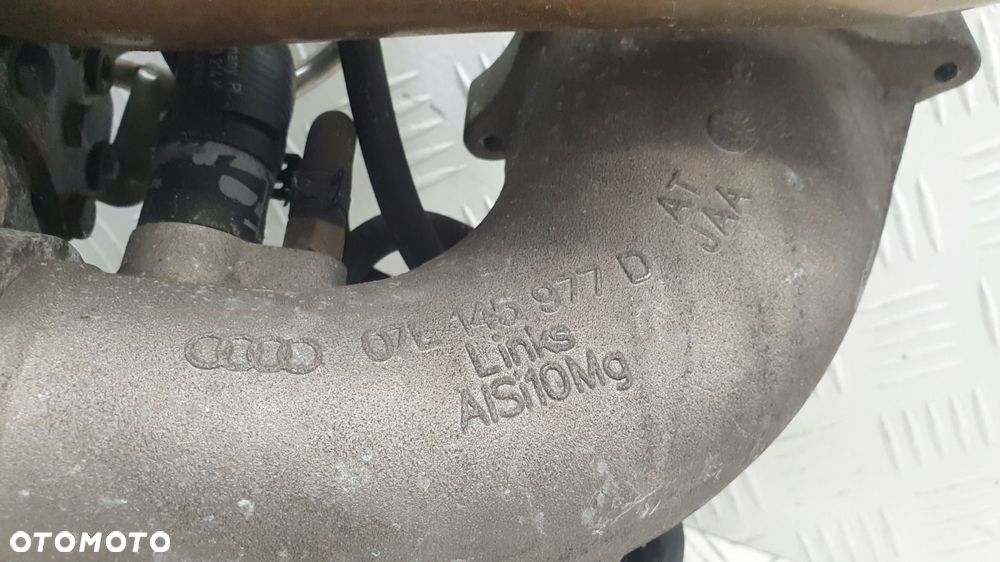 AT
JAA
07L 145 977 D
Links
AlSi10Mg
OTOMOTO